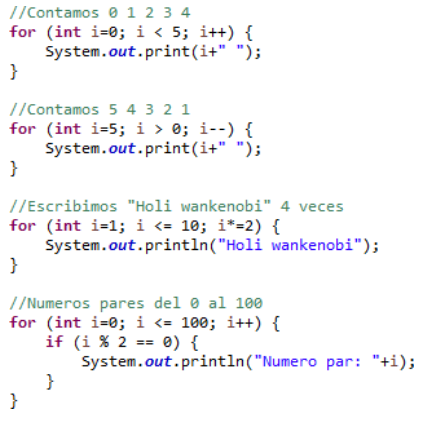 //Contamos 0 1 2 3 4
for (int i=0; i < 5; i++) {
    System.out.print(i+" ");
}

//Contamos 5 4 3 2 1
for (int i=5; i > 0; i--) {
    System.out.print(i+" ");
}

//Escribimos "Holi wankenobi" 4 veces
for (int i=1; i <= 10; i*=2) {
    System.out.println("Holi wankenobi");
}

//Numeros pares del 0 al 100
for (int i=0; i <= 100; i++) {
    if (i % 2 == 0) {
        System.out.println("Numero par: "+i);
    }
}